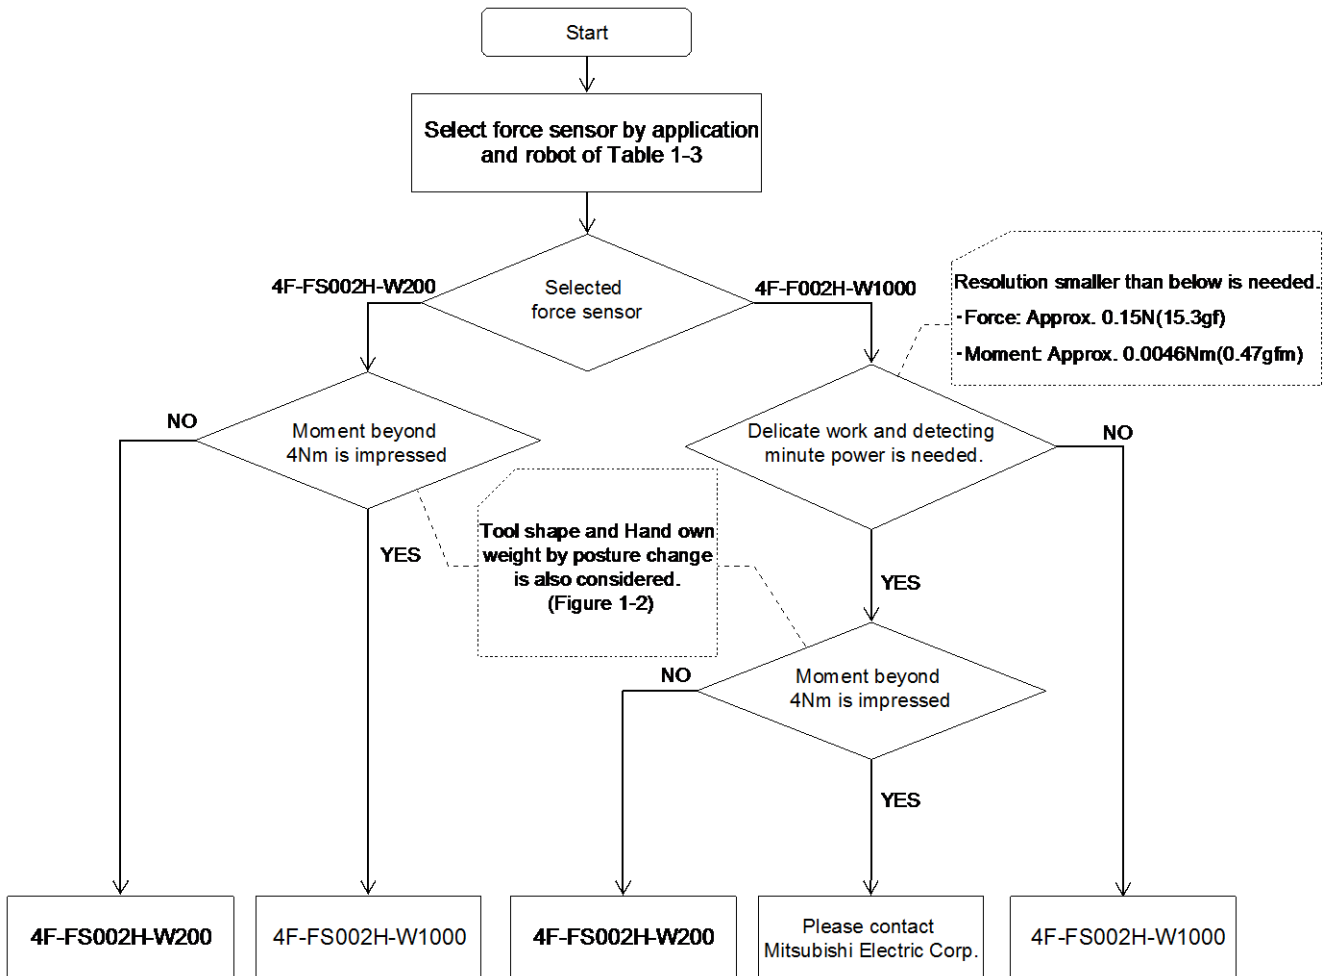 Start
Select force sensor by application
and robot of Table 1-3
4F-FS002H-W200
Selected
force sensor
4F-F002H-W1000
Resolution smaller than below is needed.
-Force: Approx. 0.15N(15.3gf)
-Moment: Approx. 0.0046Nm(0.47gfm)
NO
Moment beyond
4Nm is impressed
Delicate work and detecting
minute power is needed.
NO
YES
Tool shape and Hand own
weight by posture change
is also considered.
(Figure 1-2)
YES
NO
Moment beyond
4Nm is impressed
YES
4F-FS002H-W200
4F-FS002H-W1000
4F-FS002H-W200
Please contact
Mitsubishi Electric Corp.
4F-FS002H-W1000